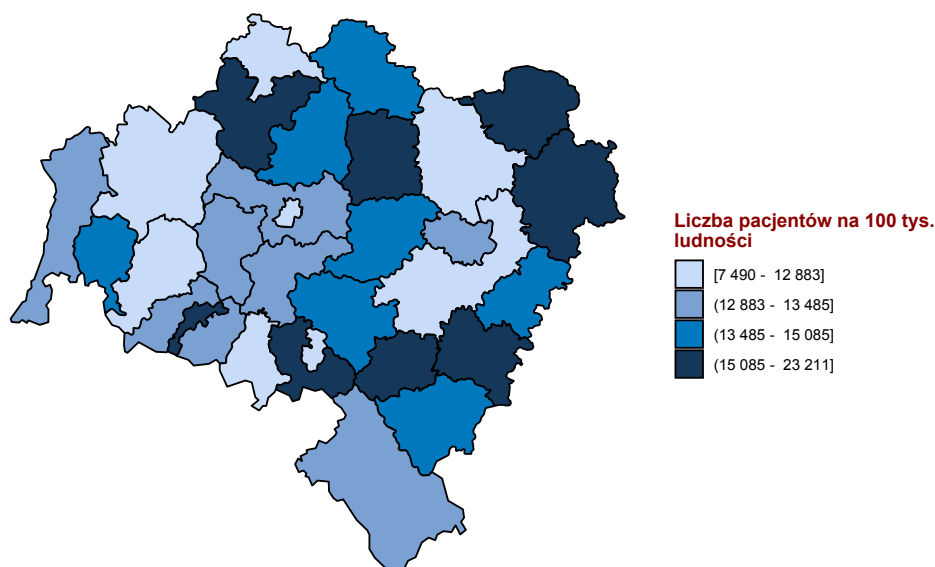 Liczba pacjentów na 100 tys.
ludności
[7 490 - 12 883]
(12 883 - 13 485]
(13 485 - 15 085]
(15 085 - 23 211]